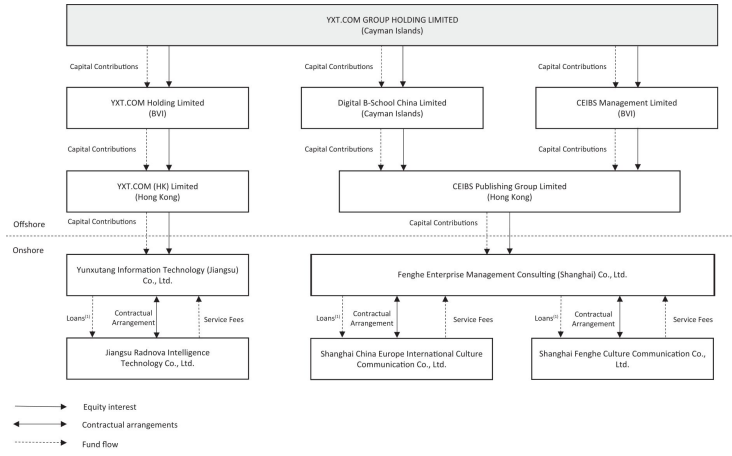 YXT.COM GROUP HOLDING LIMITED
(Cayman Islands)
Capital Contributions
Capital Contributions
Capital Contributions
YXT.COM Holding Limited
(BVI)
Digital B-School China Limited
(Cayman Islands)
CEIBS Management Limited
(BVI)
Capital Contributions
Capital Contributions
Capital Contributions
YXT.COM (HK) Limited
(Hong Kong)
CEIBS Publishing Group Limited
(Hong Kong)
Offshore
Capital Contributions
Capital Contributions
Onshore
Yunxutang Information Technology (Jiangsu)
Co., Ltd.
Fenghe Enterprise Management Consulting (Shanghai) Co., Ltd.
Loans(1)
Contractual
Arrangement
Service Fees
Loans(1)
Contractual
Arrangement
Service Fees
Loans(1)
Contractual
Arrangement
Service Fees
Jiangsu Radnova Intelligence
Technology Co., Ltd.
Shanghai China Europe International Culture
Communication Co., Ltd.
Shanghai Fenghe Culture Communication Co.,
Ltd.
Equity interest
Contractual arrangements
Fund flow